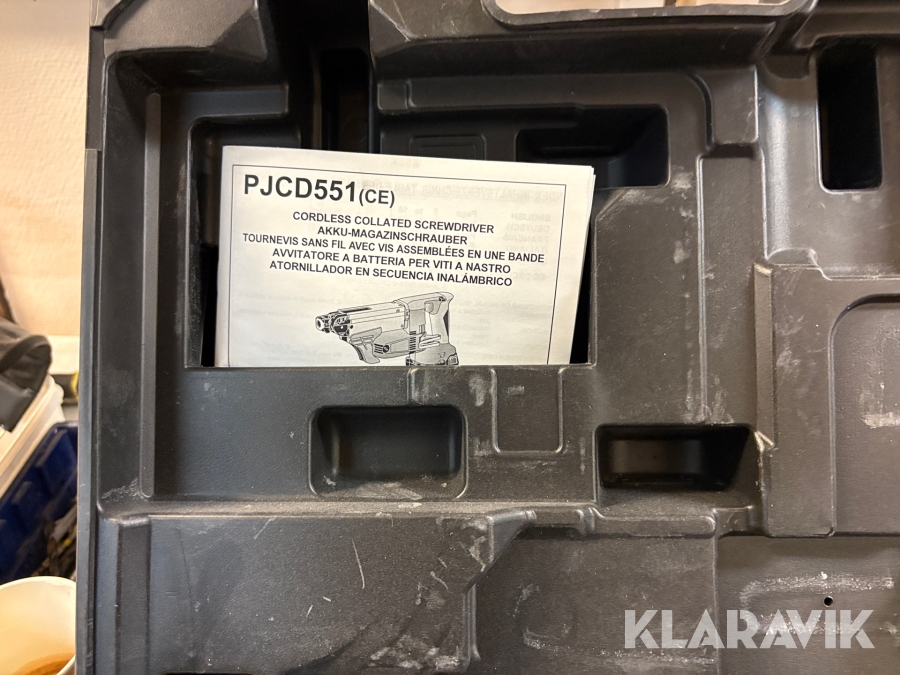 PJCD551(CE)
CORDLESS COLLATED SCREWDRIVER
AKKU-MAGAZINSCHRAUBER
TOURNEVIS SANS FIL AVEC VIS ASSEMBLÉES EN UNE BANDE
AVVITATORE A BATTERIA PER VITI A NASTRO
ATORNILLADOR EN SECUENCIA INALÁMBRICO
KLARAVIK